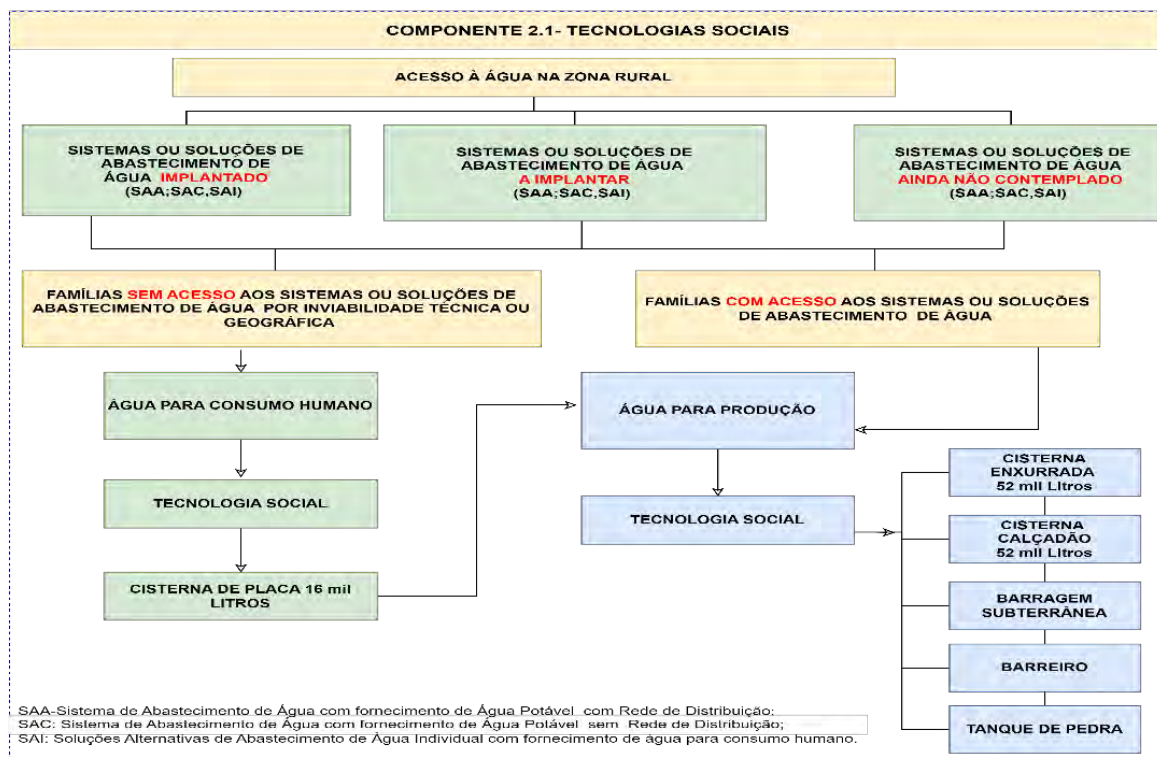 COMPONENTE 2.1- TECNOLOGIAS SOCIAIS
ACESSO À ÁGUA NA ZONA RURAL
SISTEMAS OU SOLUÇÕES DE
ABASTECIMENTO DE
ÁGUA IMPLANTADO
(SAA;SAC,SAI)
SISTEMAS OU SOLUÇÕES DE
ABASTECIMENTO DE ÁGUA
A IMPLANTAR
(SAA;SAC,SAI)
SISTEMAS OU SOLUÇÕES DE
ABASTECIMENTO DE ÁGUA
AINDA NÃO CONTEMPLADO
(SAA;SAC,SAI)
FAMÍLIAS SEM ACESSO AOS SISTEMAS OU SOLUÇÕES DE
ABASTECIMENTO DE ÁGUA POR INVIABILIDADE TÉCNICA OU
GEOGRÁFICA
FAMÍLIAS COM ACESSO AOS SISTEMAS OU SOLUÇÕES
DE ABASTECIMENTO DE ÁGUA
ÁGUA PARA CONSUMO HUMANO
TECNOLOGIA SOCIAL
CISTERNA DE PLACA 16 mil
LITROS
ÁGUA PARA PRODUÇÃO
TECNOLOGIA SOCIAL
CISTERNA
ENXURRADA
52 mil Litros
CISTERNA
CALÇADÃO
52 mil Litros
BARRAGEM
SUBTERRÂNEA
BARREIRO
TANQUE DE PEDRA
SAA-Sistema de Abastecimento de Água com fornecimento de Água Potável com Rede de Distribuição;
SAC: Sistema de Abastecimento de Água com fornecimento de Água Potável sem Rede de Distribuição;
SAI: Soluções Alternativas de Abastecimento de Água Individual com fornecimento de água para consumo humano.